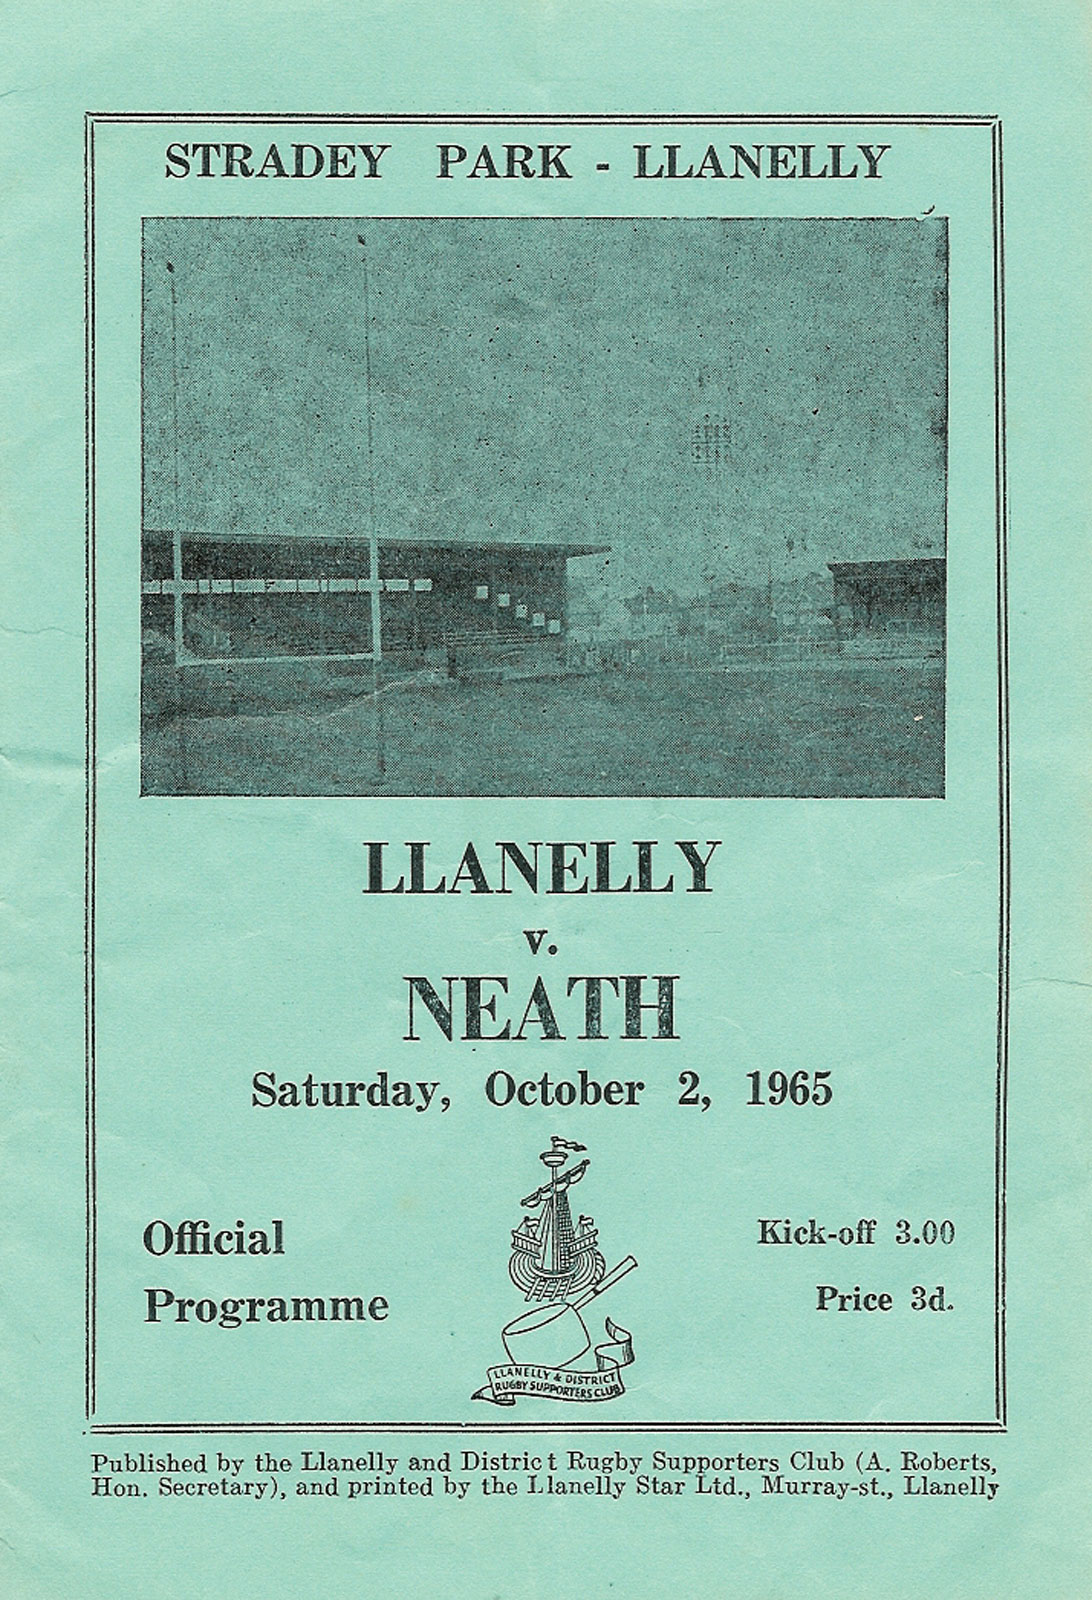 STRADEY PARK - LLANELLY
LLANELLY
v.
NEATH
Saturday, October 2, 1965
Official
Programme
Kick-off 3.00
Price 3d.
LLANELLY & DISTRICT
RUGBY SUPPORTERS CLUB
Published by the Llanelly and District Rugby Supporters Club (A. Roberts,
Hon. Secretary), and printed by the Llanelly Star Ltd., Murray-st., Llanelly